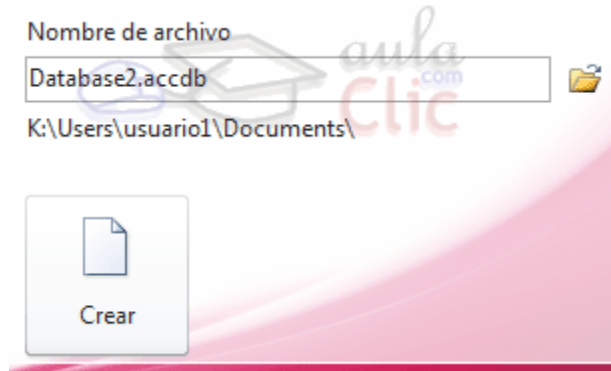 Nombre de archivo
aula
.com
Clic
Database2.accdb
K:\Users\usuario1\Documents\
Crear